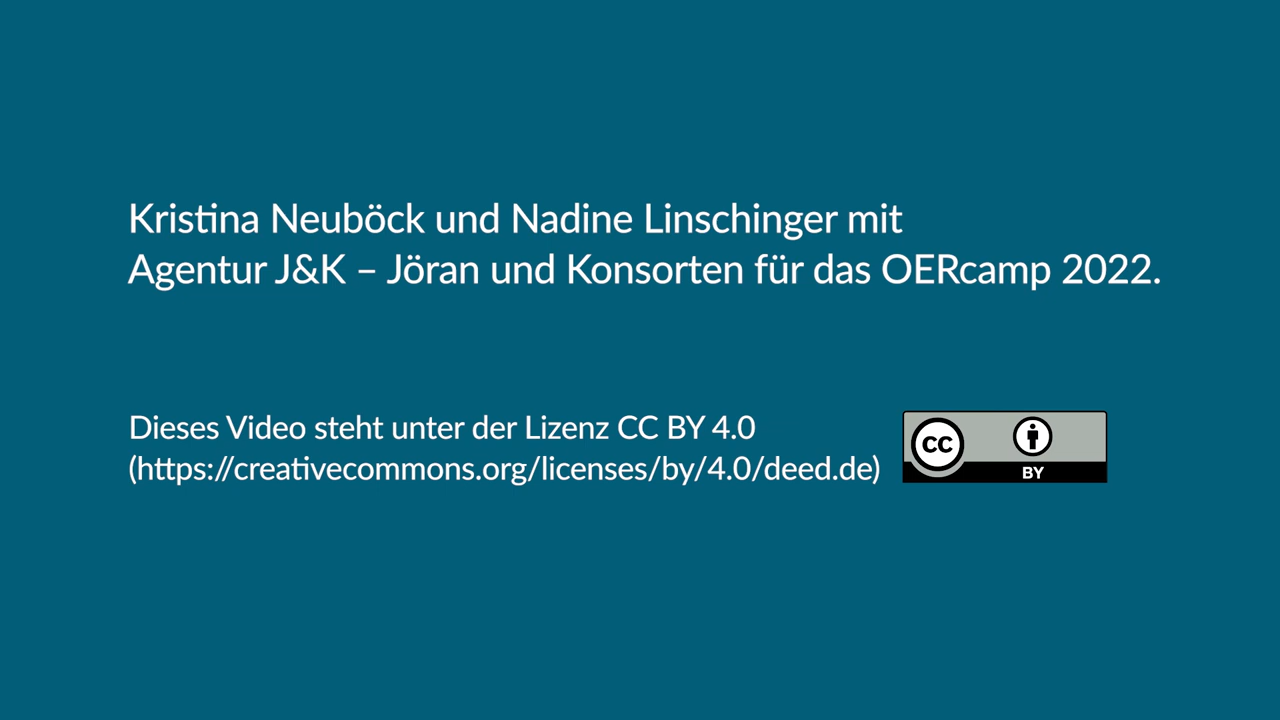 Kristina Neuböck und Nadine Linschinger mit
Agentur J&K – Jöran und Konsorten für das OERcamp 2022.
Dieses Video steht unter der Lizenz CC BY 4.0
(https://creativecommons.org/licenses/by/4.0/deed.de)
CC
BY